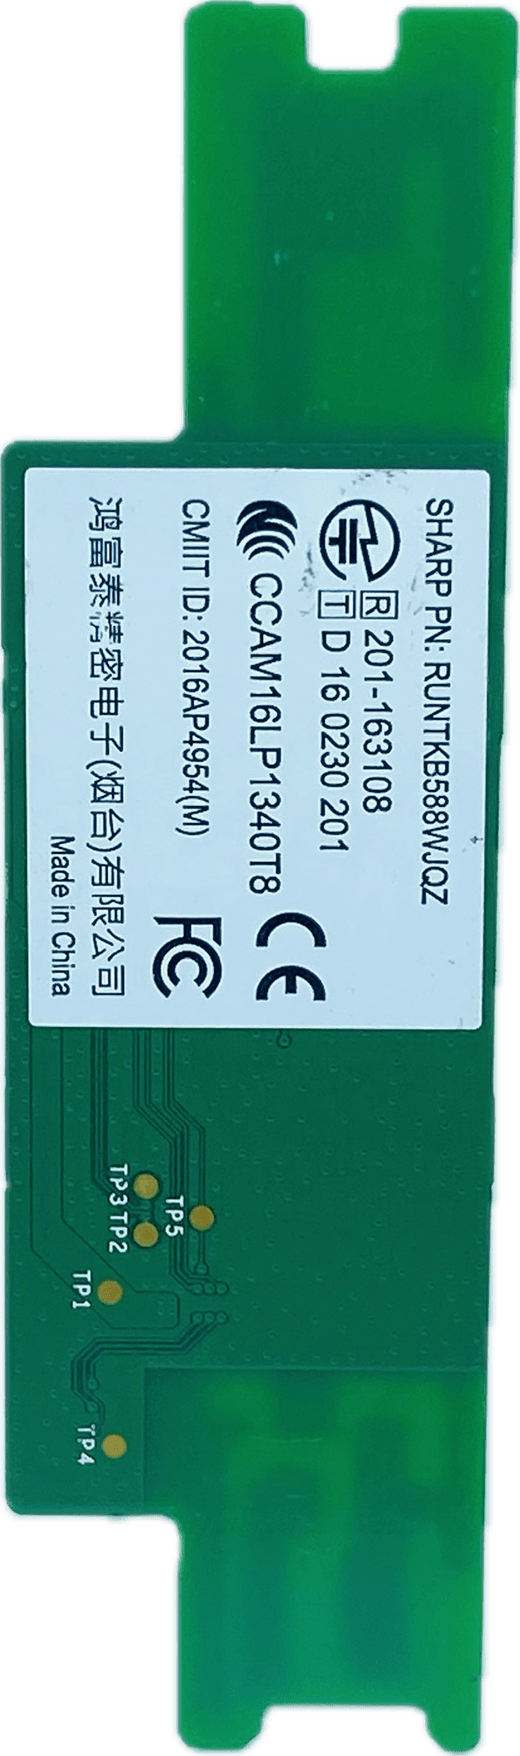 SHARP PN: RUNTKB588WJQZ
R 201-163108
T D 16 0230 201
CCAM16LP1340T8
CE
CMIIT ID: 2016AP4954(M)
FC
鸿富泰精密电子(烟台)有限公司
Made in China
TP5
TP3 TP2
TP1
TP4